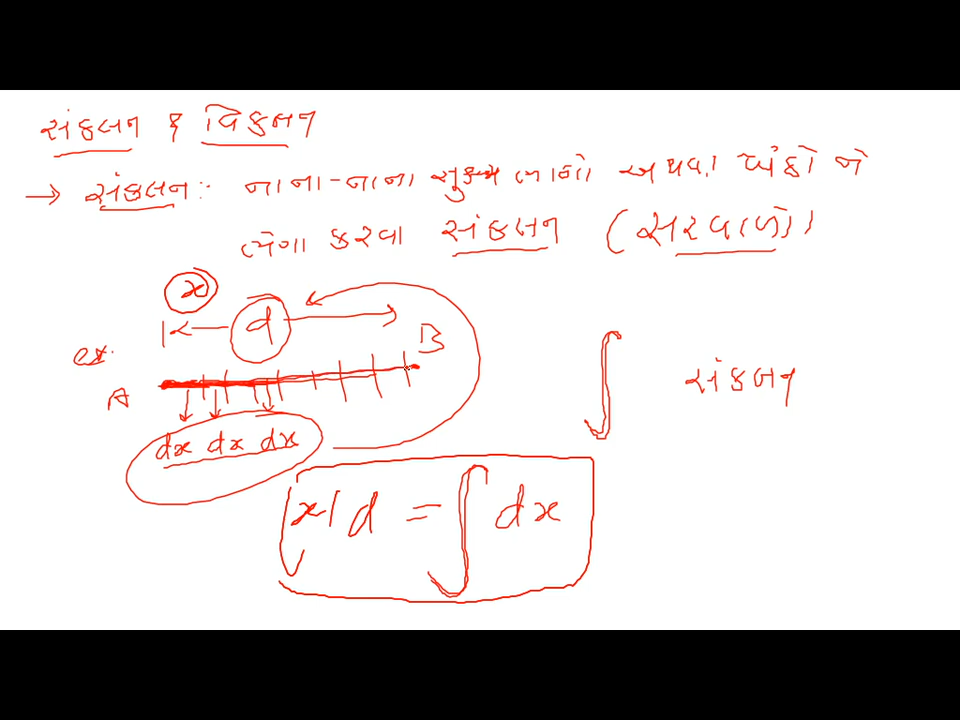 સંકલન & વિકલન
→ સંકલન:- નાના-નાના સુક્ષ્મ ભાગો અથવા ખંડો ને
ભેગા કરવા સંકલન (સરવાળો)
x
d
ex:
A
B
dx dx dx
∫ સંકલન
x/d = ∫ dx